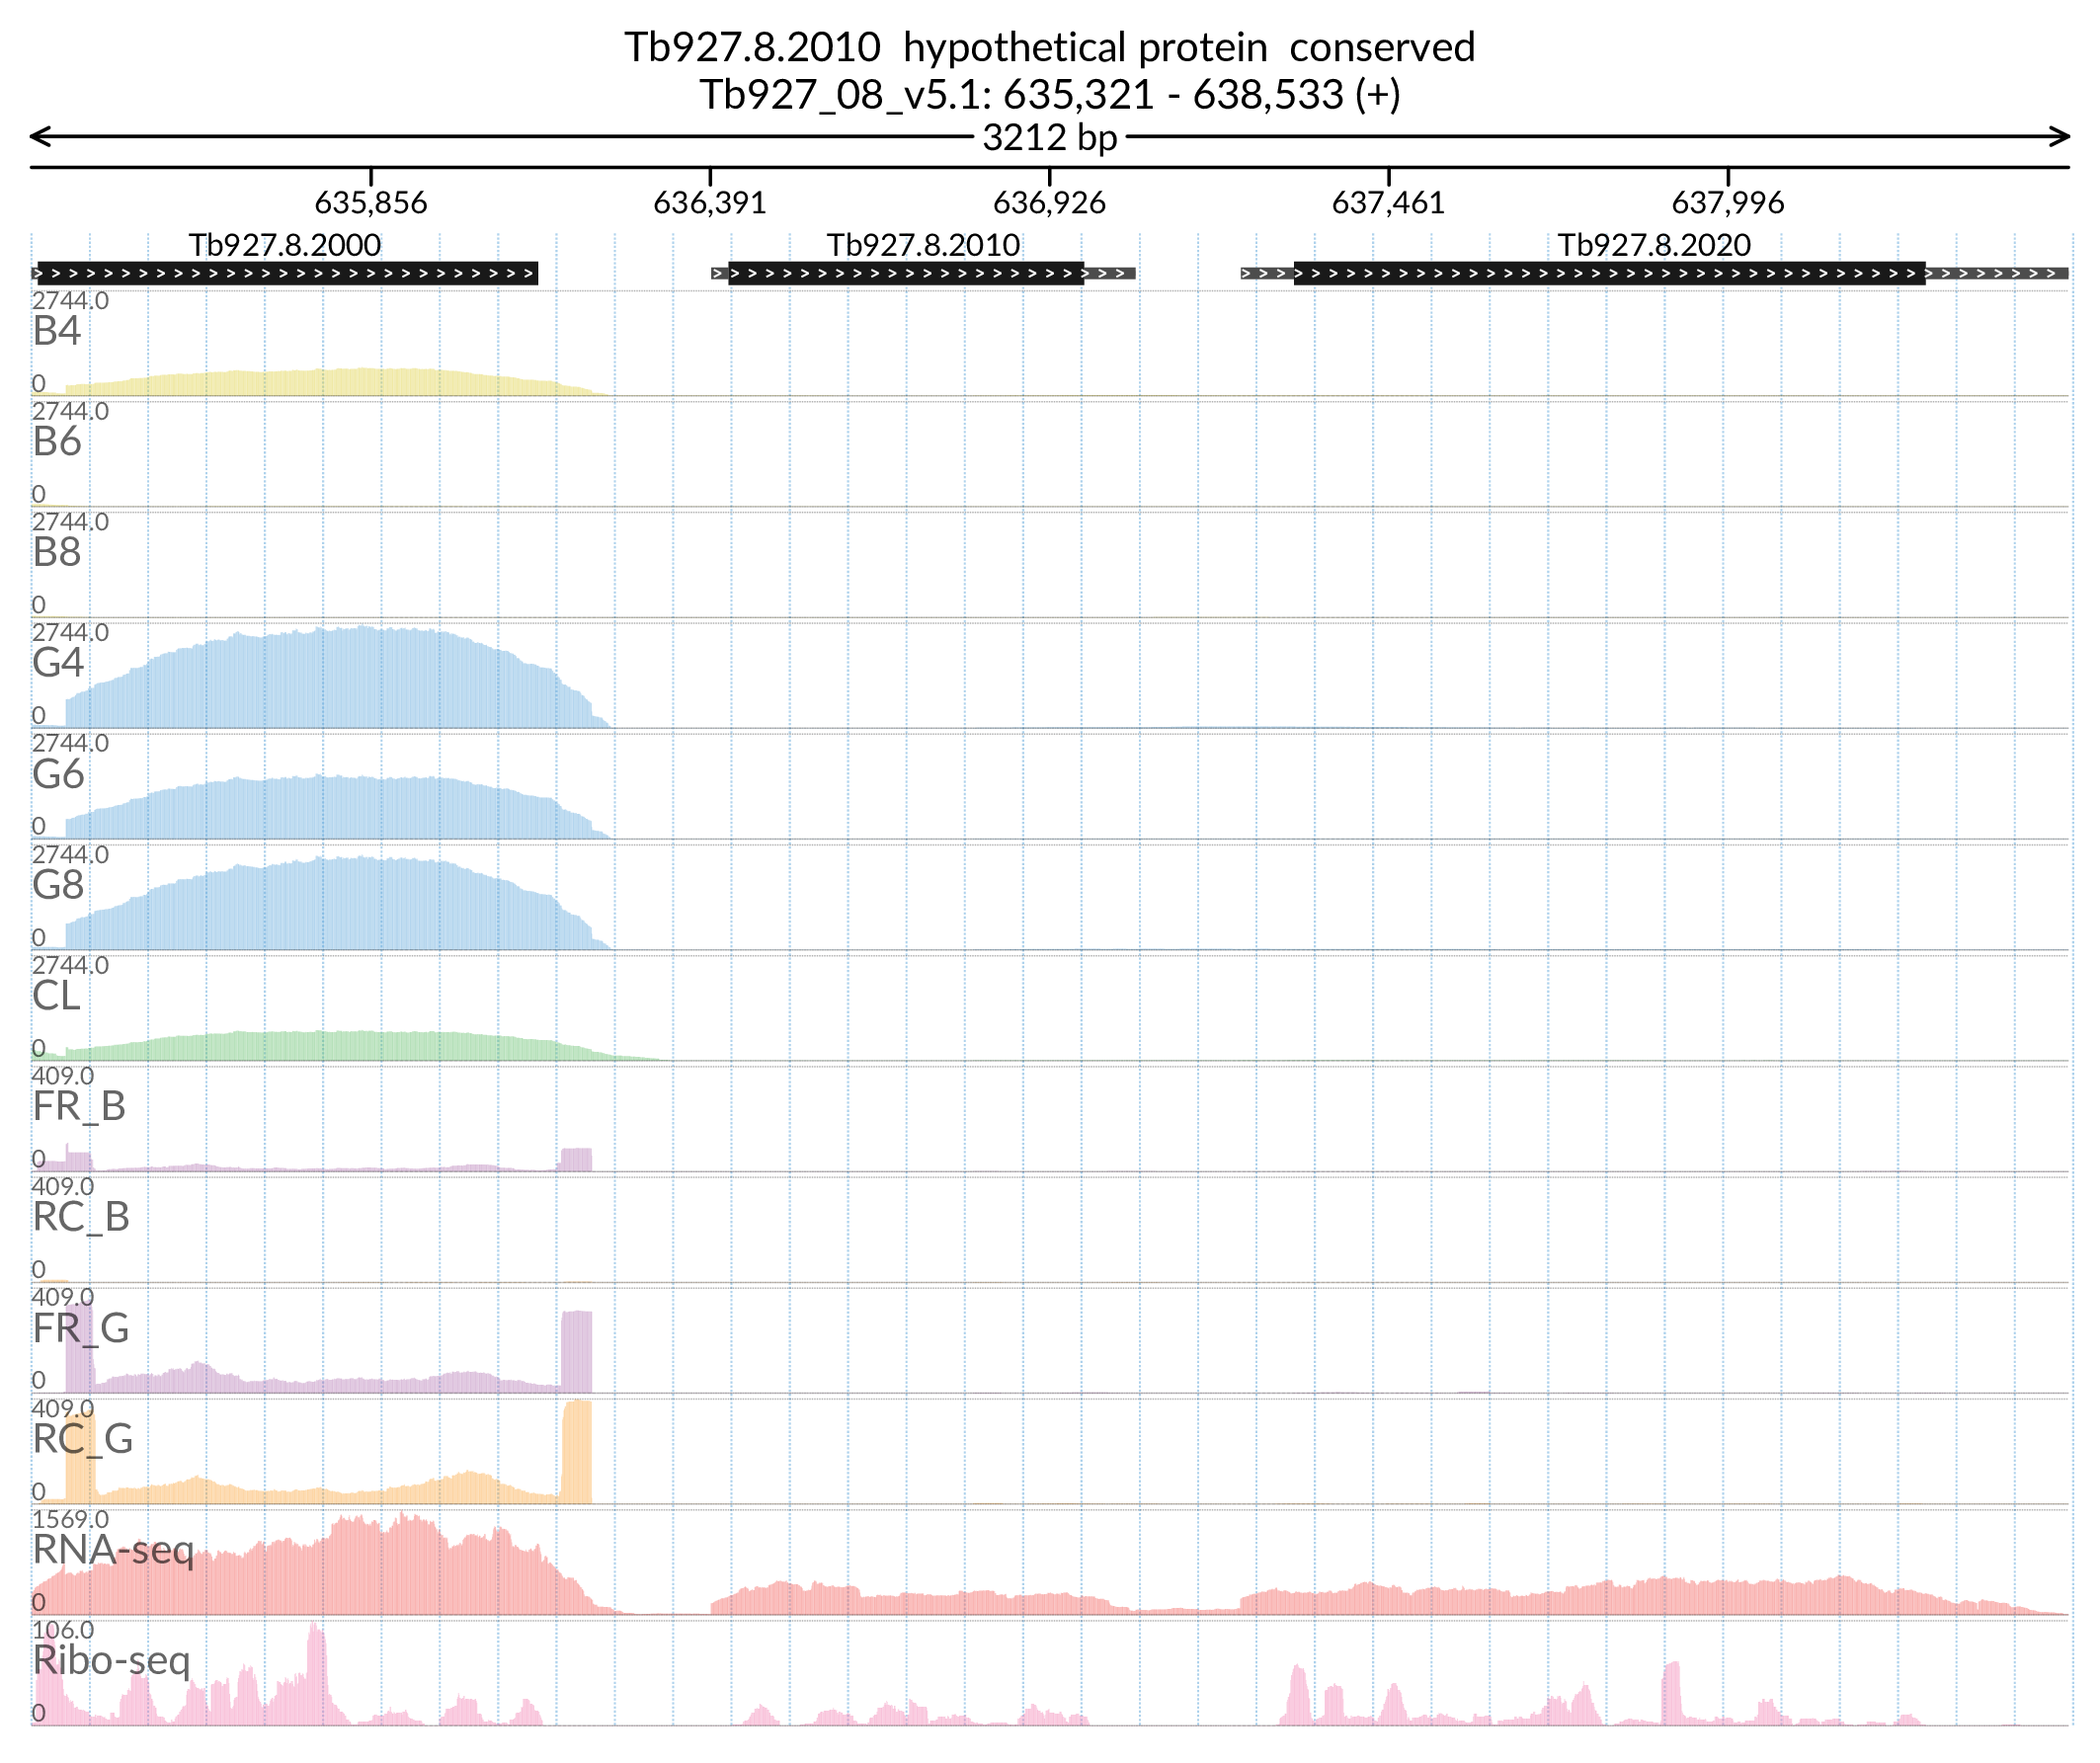 Tb927.8.2010 hypothetical protein conserved
Tb927_08_v5.1: 635,321 - 638,533 (+)
3212 bp
635,856 636,391 636,926 637,461 637,996
Tb927.8.2000 Tb927.8.2010 Tb927.8.2020
2744.0
B4
0
2744.0
B6
0
2744.0
B8
0
2744.0
G4
0
2744.0
G6
0
2744.0
G8
0
2744.0
CL
0
409.0
FR_B
0
409.0
RC_B
0
409.0
FR_G
0
409.0
RC_G
0
1569.0
RNA-seq
0
106.0
Ribo-seq
0